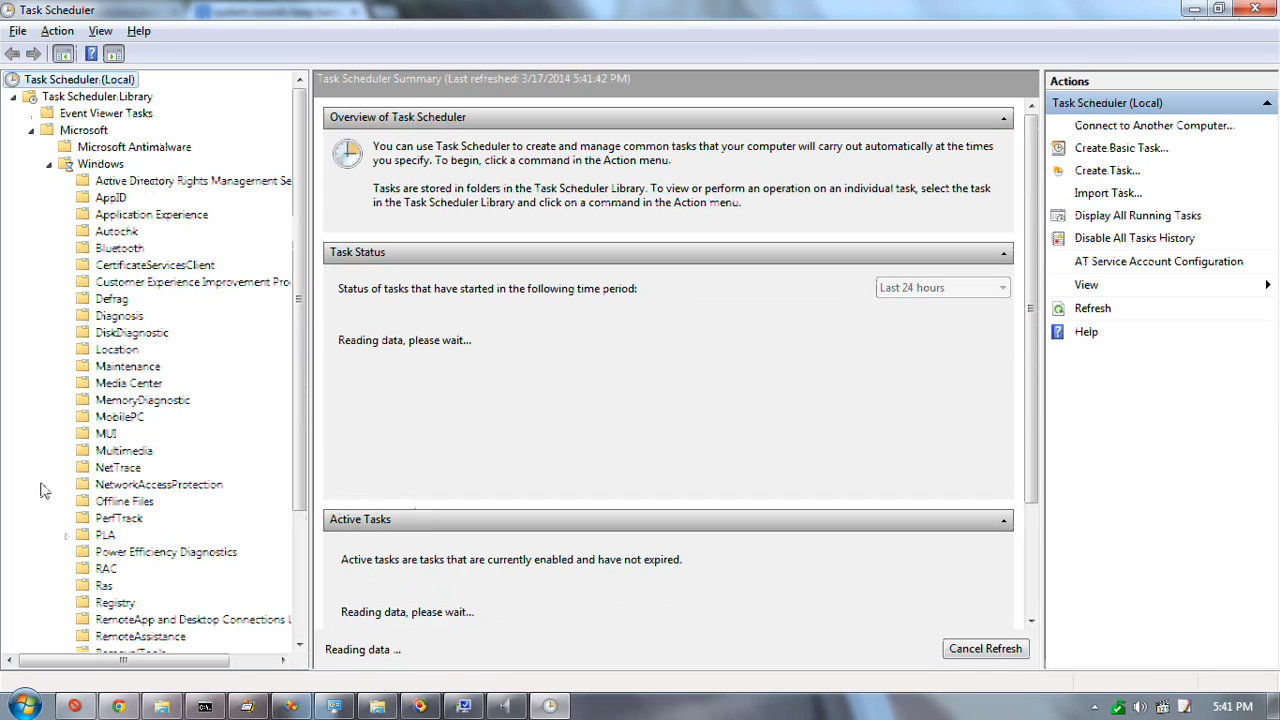 Task Scheduler
File Action View Help
Task Scheduler (Local)
Task Scheduler Library
Event Viewer Tasks
Microsoft
Microsoft Antimalware
Windows
Active Directory Rights Management Se
AppID
Application Experience
Autochk
Bluetooth
CertificateServicesClient
Customer Experience Improvement Pro
Defrag
Diagnosis
DiskDiagnostic
Location
Maintenance
Media Center
MemoryDiagnostic
MobilePC
MUI
Multimedia
NetTrace
NetworkAccessProtection
Offline Files
PerfTrack
PLA
Power Efficiency Diagnostics
RAC
Ras
Registry
RemoteApp and Desktop Connections U
RemoteAssistance
RemovalTools
Task Scheduler Summary (Last refreshed: 3/17/2014 5:41:42 PM)
Overview of Task Scheduler
You can use Task Scheduler to create and manage common tasks that your computer will carry out automatically at the times
you specify. To begin, click a command in the Action menu.
Tasks are stored in folders in the Task Scheduler Library. To view or perform an operation on an individual task, select the task
in the Task Scheduler Library and click on a command in the Action menu.
Task Status
Status of tasks that have started in the following time period:
Last 24 hours
Reading data, please wait...
Active Tasks
Active tasks are tasks that are currently enabled and have not expired.
Reading data, please wait...
Reading data ...
Cancel Refresh
Actions
Task Scheduler (Local)
Connect to Another Computer...
Create Basic Task...
Create Task...
Import Task...
Display All Running Tasks
Disable All Tasks History
AT Service Account Configuration
View
Refresh
Help
5:41 PM